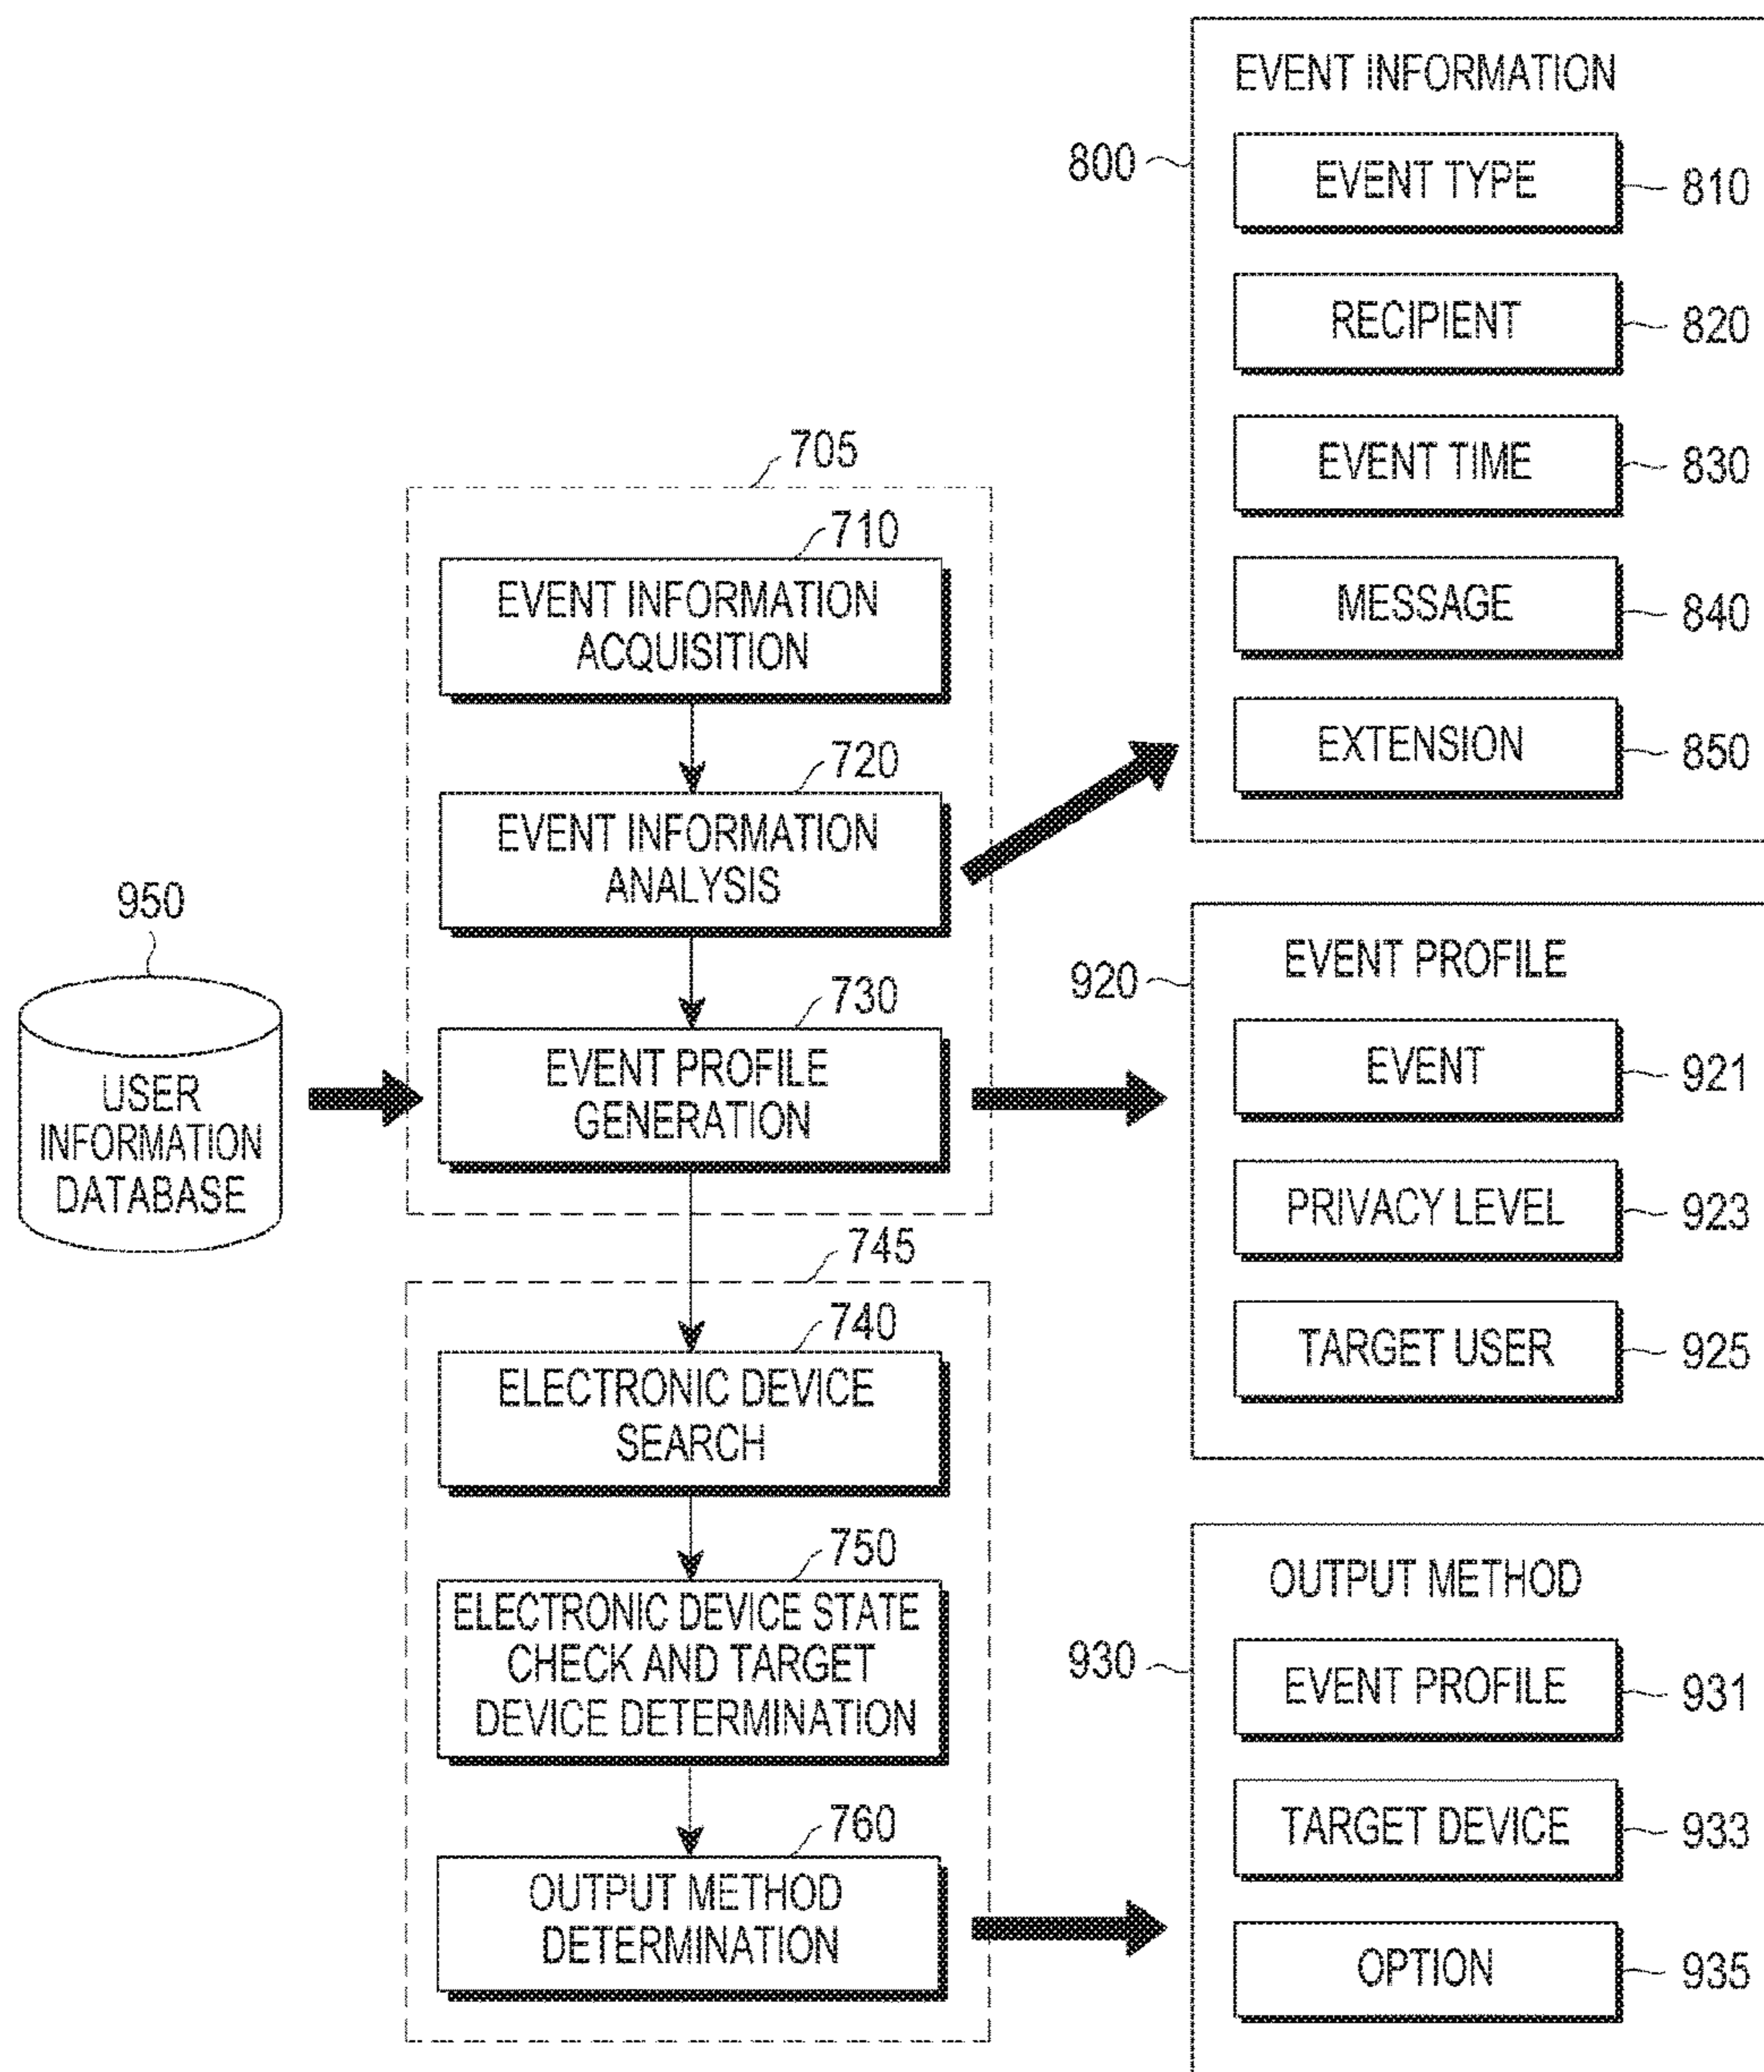 EVENT INFORMATION
800
EVENT TYPE
810
RECIPIENT
820
EVENT TIME
830
MESSAGE
840
EXTENSION
850
705
710
EVENT INFORMATION
ACQUISITION
720
EVENT INFORMATION
ANALYSIS
730
EVENT PROFILE
GENERATION
950
USER
INFORMATION
DATABASE
EVENT PROFILE
920
EVENT
921
PRIVACY LEVEL
923
TARGET USER
925
745
740
ELECTRONIC DEVICE
SEARCH
750
ELECTRONIC DEVICE STATE
CHECK AND TARGET
DEVICE DETERMINATION
760
OUTPUT METHOD
DETERMINATION
OUTPUT METHOD
930
EVENT PROFILE
931
TARGET DEVICE
933
OPTION
935